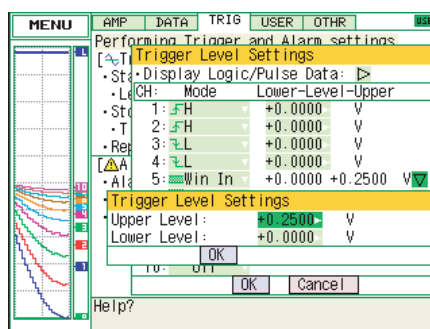 MENU
AMP DATA TRIG USER OTHR US
Performing Trigger and Alarm settings
Trigger Level Settings
・Display Logic/Pulse Data:
CH: Mode Lower-Level-Upper
1: H +0.0000 V
2: H +0.0000 V
3: L +0.0000 V
4: L +0.0000 V
5: Win In +0.0000 +0.2500 V
Trigger Level Settings
Upper Level: +0.2500 V
Lower Level: +0.0000 V
OK
10: Off
OK Cancel
Help?